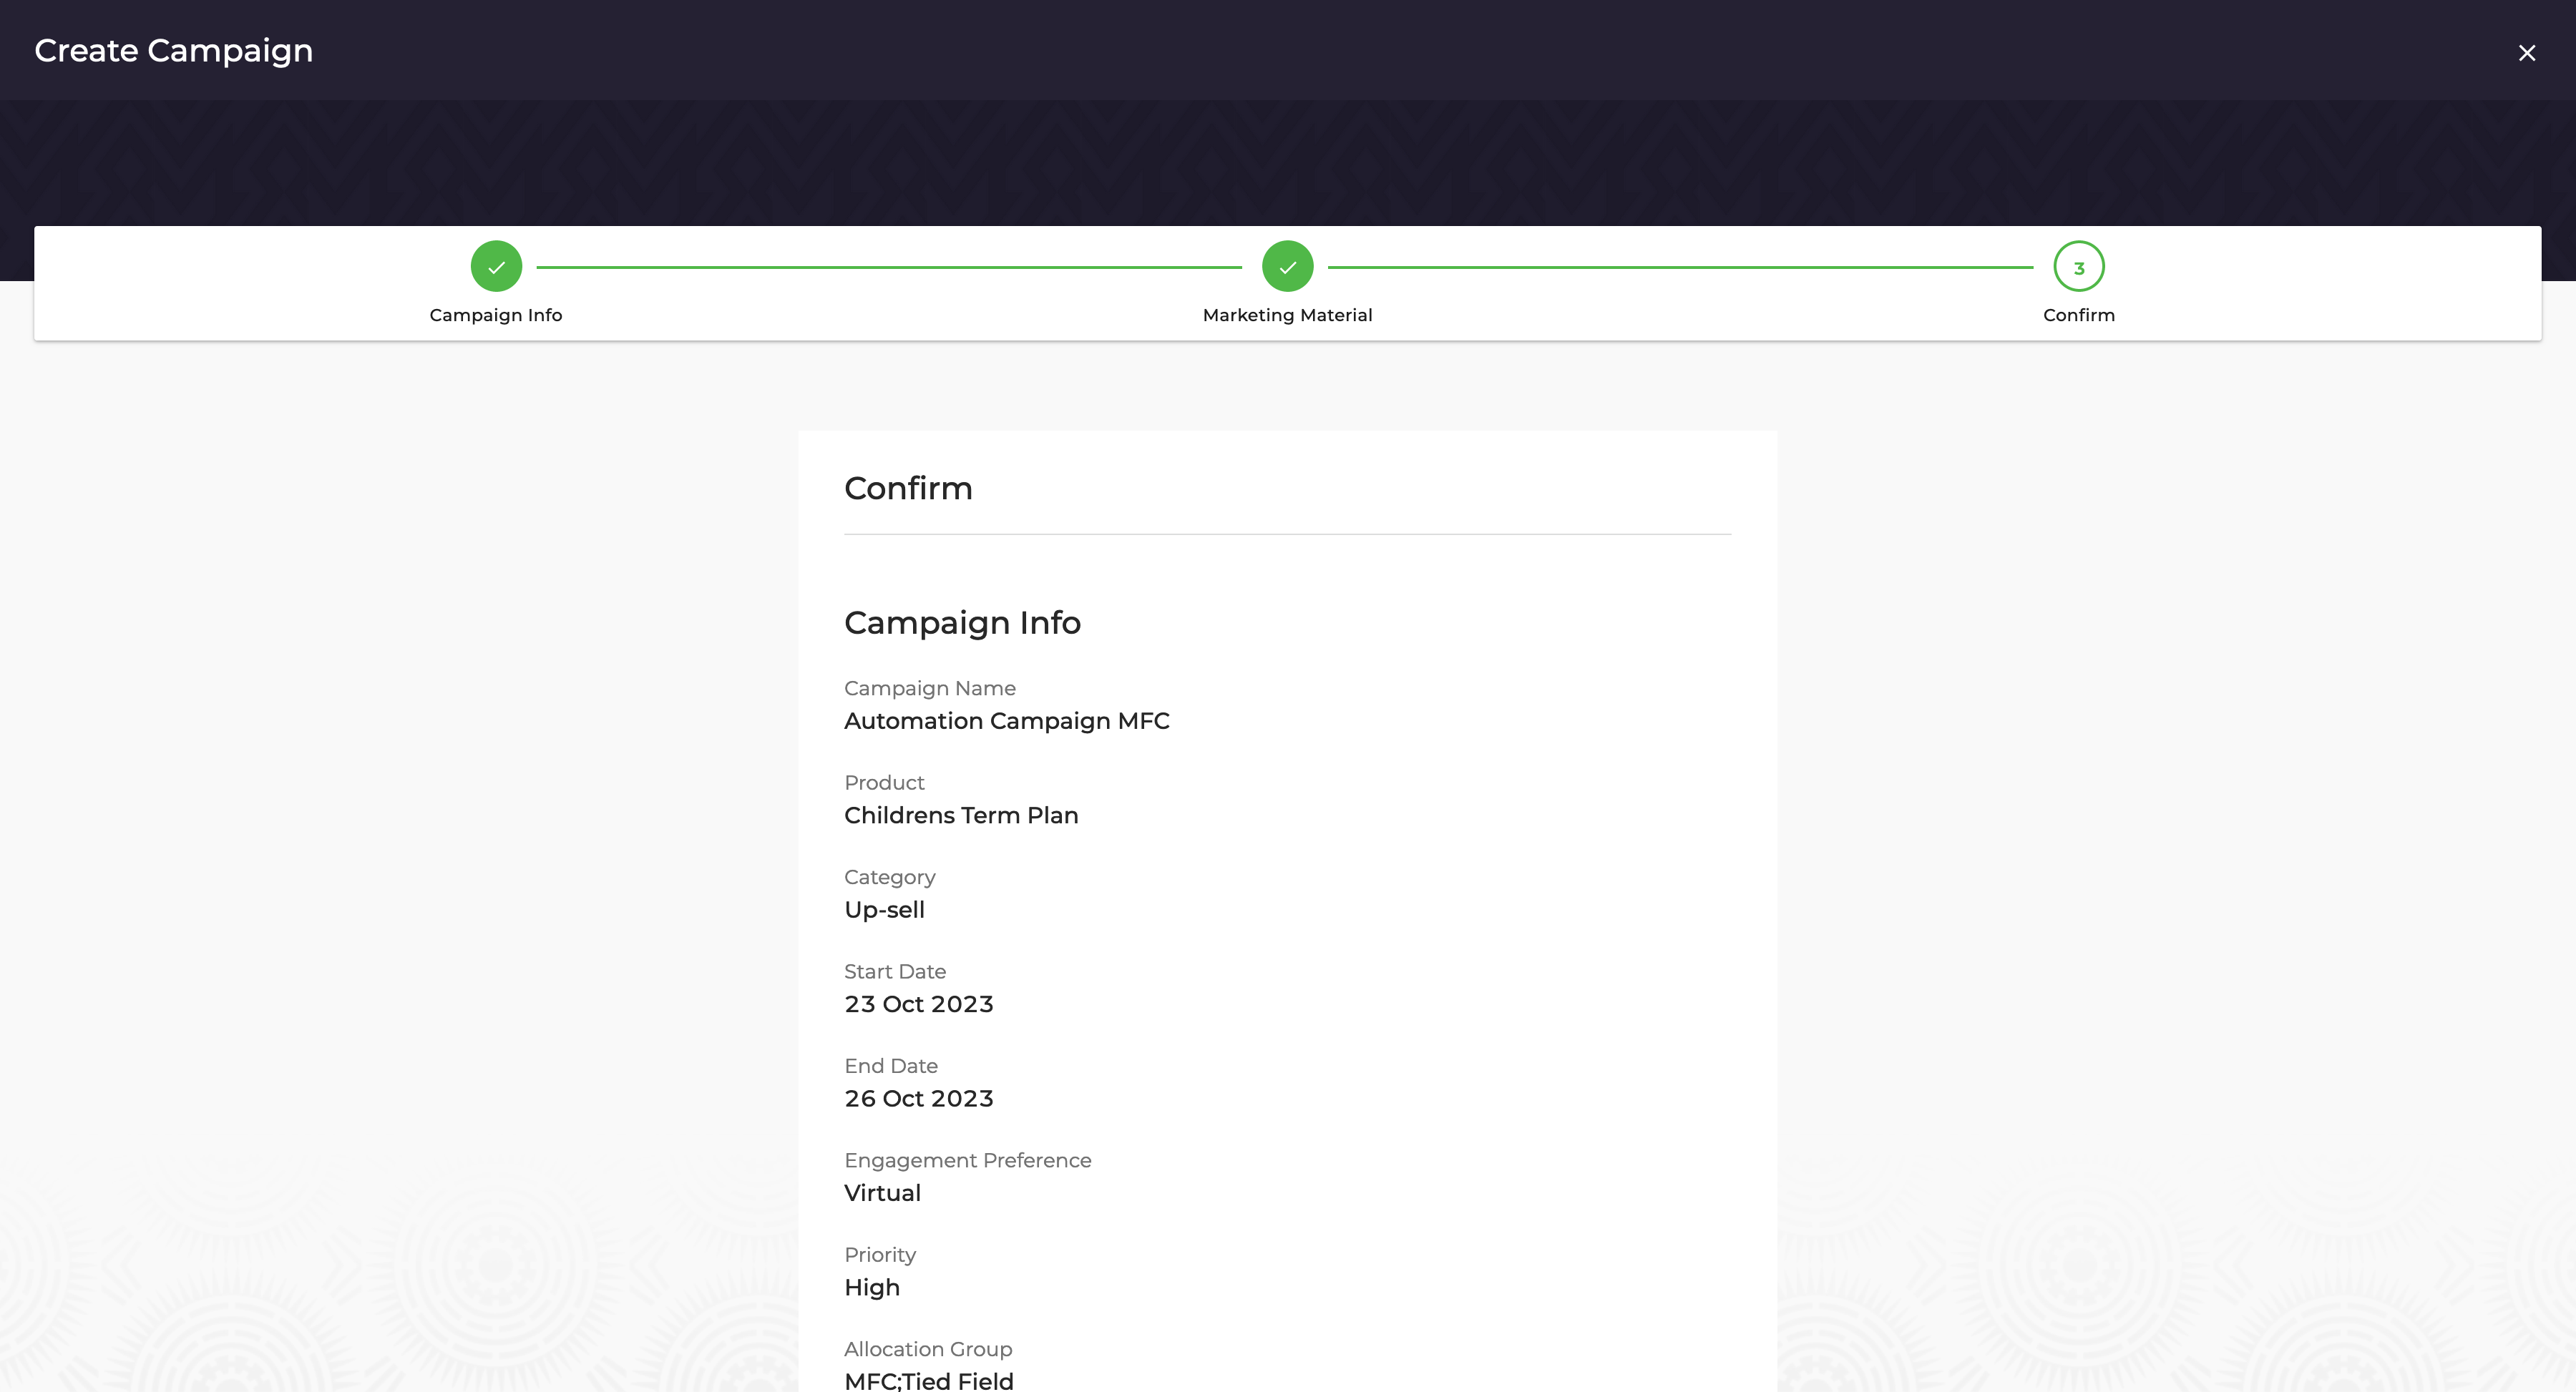 Create Campaign
Campaign Info
Marketing Material
3
Confirm
Confirm
Campaign Info
Campaign Name
Automation Campaign MFC
Product
Childrens Term Plan
Category
Up-sell
Start Date
23 Oct 2023
End Date
26 Oct 2023
Engagement Preference
Virtual
Priority
High
Allocation Group
MFC;Tied Field